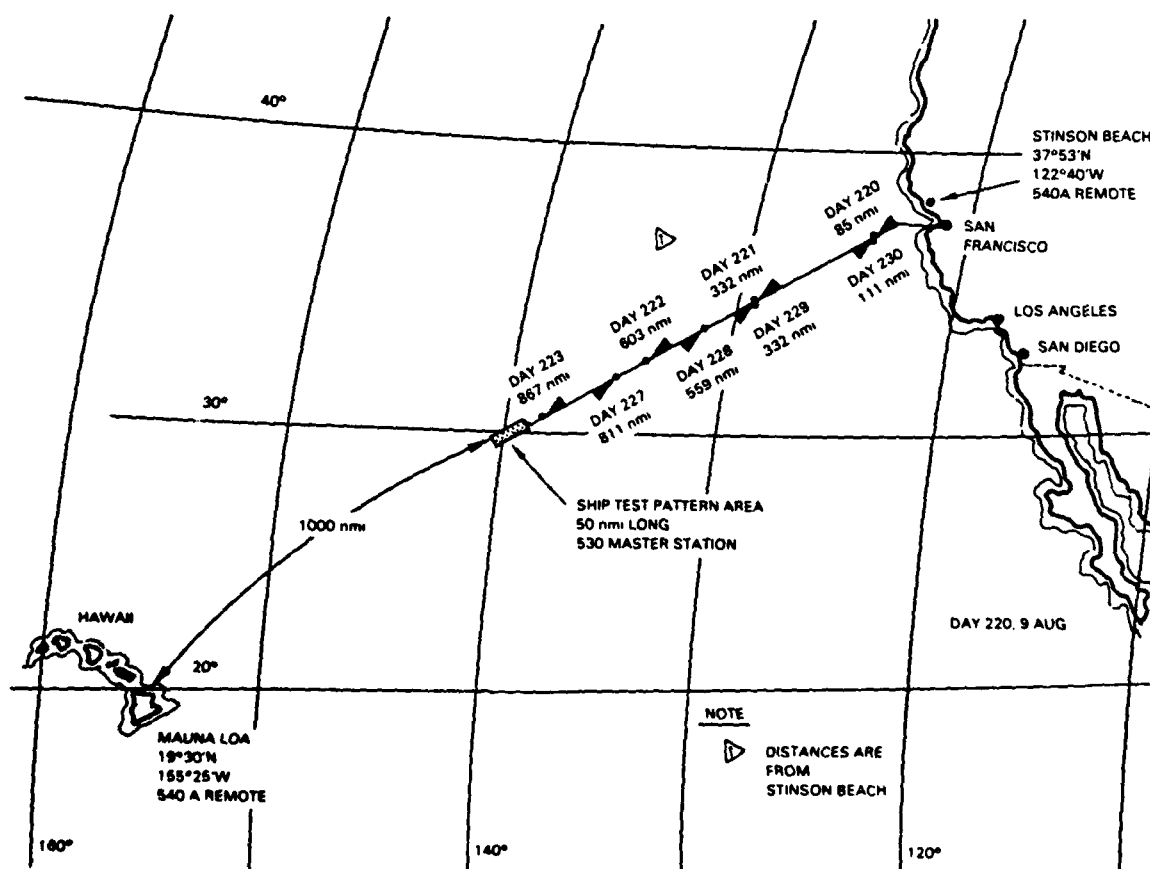 40°
STINSON BEACH
37°53'N
122°40'W
540A REMOTE
DAY 220
85 nmi
SAN
FRANCISCO
DAY 230
111 nmi
DAY 221
332 nmi
DAY 229
332 nmi
DAY 222
603 nmi
DAY 228
559 nmi
DAY 223
867 nmi
DAY 227
811 nmi
LOS ANGELES
SAN DIEGO
30°
SHIP TEST PATTERN AREA
50 nmi LONG
530 MASTER STATION
1000 nmi
HAWAII
DAY 220, 9 AUG
20°
MAUNA LOA
19°30'N
155°25'W
540 A REMOTE
NOTE
1 DISTANCES ARE
FROM
STINSON BEACH
160°
140°
120°